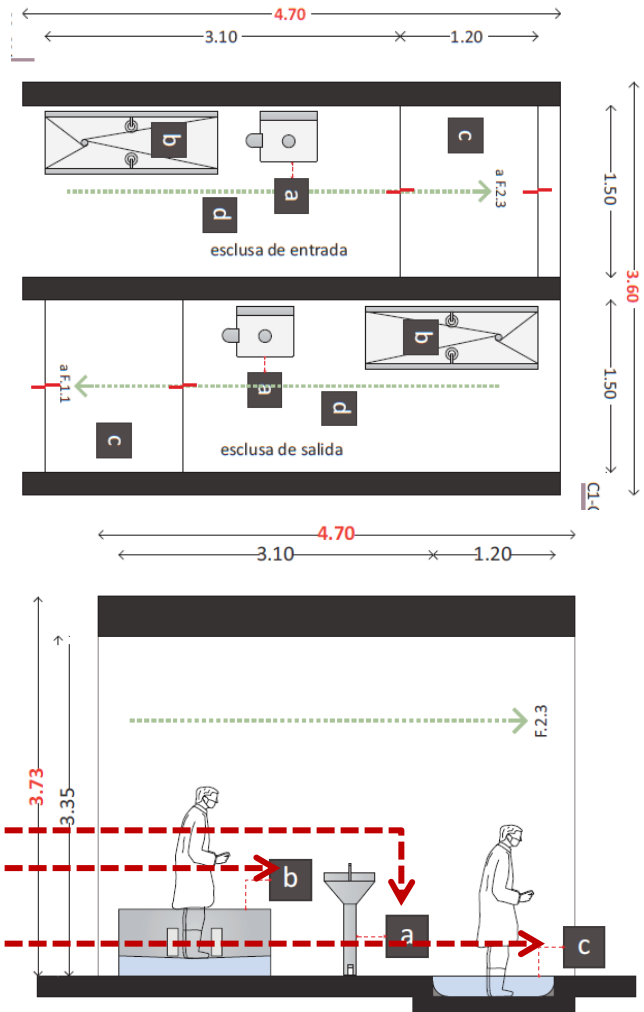 4.70
3.10
1.20
b
a
c
a F.2.3
d
1.50
esclusa de entrada
3.60
b
a
a F.1.1
d
1.50
c
esclusa de salida
4.70
3.10
1.20
F.2.3
3.73
3.35
b
a
c